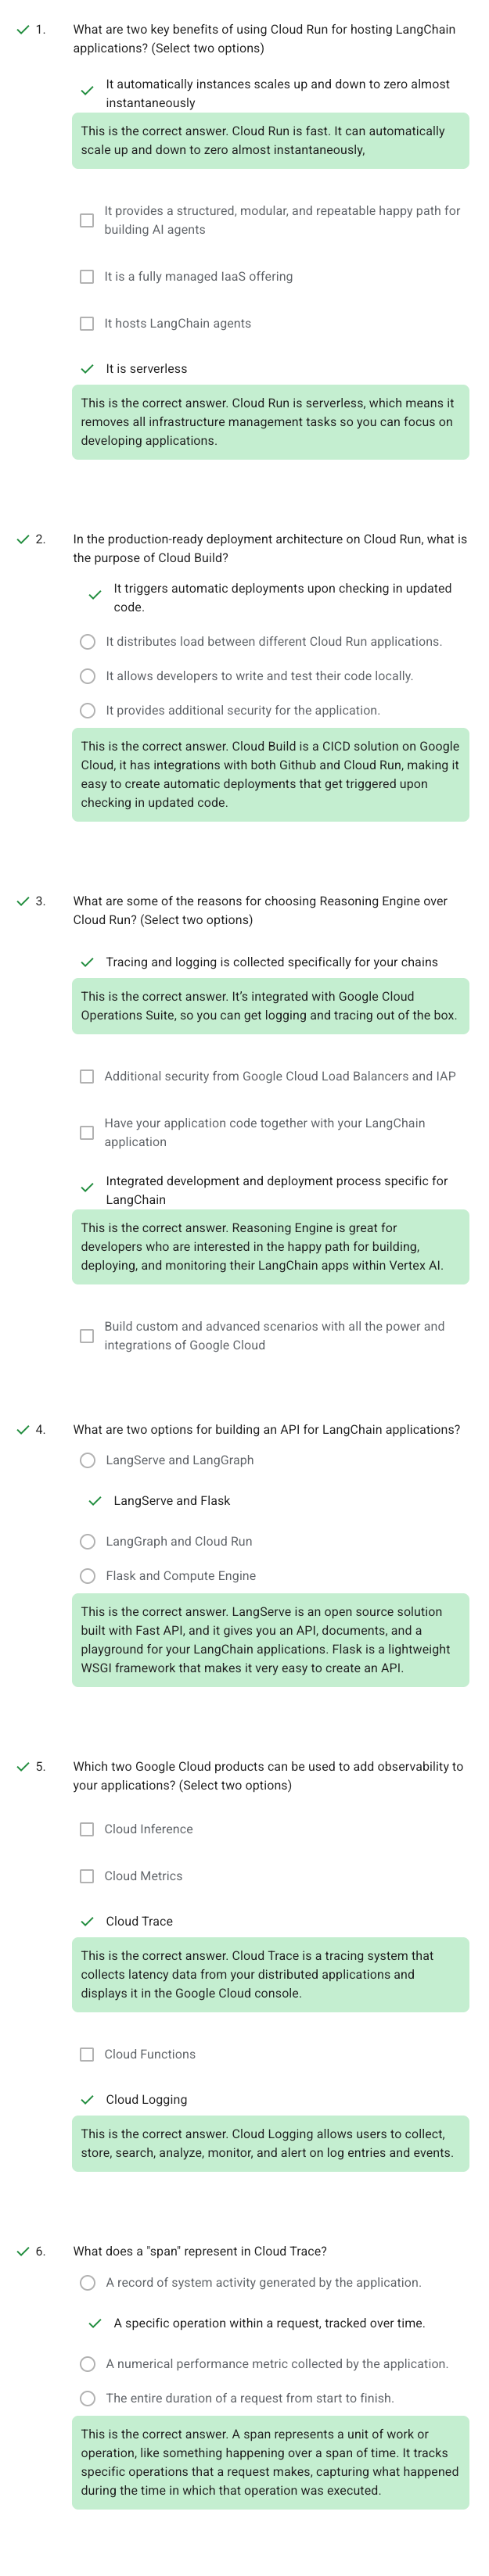 1. What are two key benefits of using Cloud Run for hosting LangChain
applications? (Select two options)
It automatically instances scales up and down to zero almost
instantaneously
This is the correct answer. Cloud Run is fast. It can automatically
scale up and down to zero almost instantaneously,
It provides a structured, modular, and repeatable happy path for
building AI agents
It is a fully managed IaaS offering
It hosts LangChain agents
It is serverless
This is the correct answer. Cloud Run is serverless, which means it
removes all infrastructure management tasks so you can focus on
developing applications.
2. In the production-ready deployment architecture on Cloud Run, what is
the purpose of Cloud Build?
It triggers automatic deployments upon checking in updated
code.
It distributes load between different Cloud Run applications.
It allows developers to write and test their code locally.
It provides additional security for the application.
This is the correct answer. Cloud Build is a CICD solution on Google
Cloud, it has integrations with both Github and Cloud Run, making it
easy to create automatic deployments that get triggered upon
checking in updated code.
3. What are some of the reasons for choosing Reasoning Engine over
Cloud Run? (Select two options)
Tracing and logging is collected specifically for your chains
This is the correct answer. It’s integrated with Google Cloud
Operations Suite, so you can get logging and tracing out of the box.
Additional security from Google Cloud Load Balancers and IAP
Have your application code together with your LangChain
application
Integrated development and deployment process specific for
LangChain
This is the correct answer. Reasoning Engine is great for
developers who are interested in the happy path for building,
deploying, and monitoring their LangChain apps within Vertex AI.
Build custom and advanced scenarios with all the power and
integrations of Google Cloud
4. What are two options for building an API for LangChain applications?
LangServe and LangGraph
LangServe and Flask
LangGraph and Cloud Run
Flask and Compute Engine
This is the correct answer. LangServe is an open source solution
built with Fast API, and it gives you an API, documents, and a
playground for your LangChain applications. Flask is a lightweight
WSGI framework that makes it very easy to create an API.
5. Which two Google Cloud products can be used to add observability to
your applications? (Select two options)
Cloud Inference
Cloud Metrics
Cloud Trace
This is the correct answer. Cloud Trace is a tracing system that
collects latency data from your distributed applications and
displays it in the Google Cloud console.
Cloud Functions
Cloud Logging
This is the correct answer. Cloud Logging allows users to collect,
store, search, analyze, monitor, and alert on log entries and events.
6. What does a "span" represent in Cloud Trace?
A record of system activity generated by the application.
A specific operation within a request, tracked over time.
A numerical performance metric collected by the application.
The entire duration of a request from start to finish.
This is the correct answer. A span represents a unit of work or
operation, like something happening over a span of time. It tracks
specific operations that a request makes, capturing what happened
during the time in which that operation was executed.